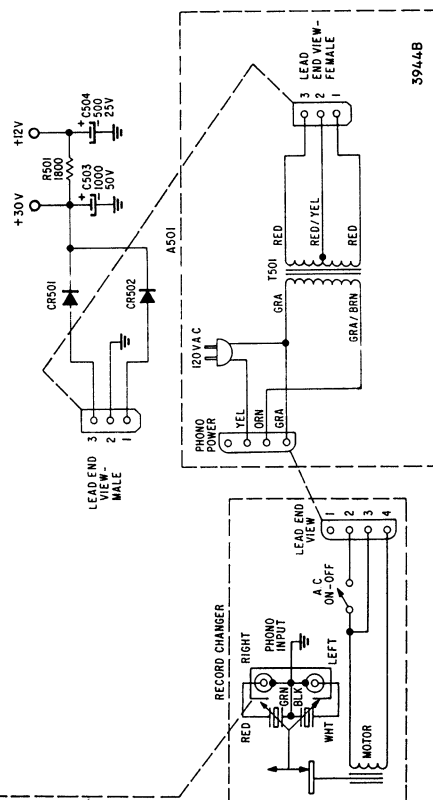 +12V
+30V
+ C504
500
25V
R501
1800
+ C503
1000
50V
CR501
CR502
3
2
1
LEAD END
VIEW-
MALE
A501
LEAD
END VIEW-
FEMALE
3
2
1
RED
RED/YEL
RED
T501
GRA
GRA/BRN
120VAC
YEL
ORN
GRA
PHONO
POWER
3944B
RECORD CHANGER
LEAD END
VIEW
1
2
3
4
AC
ON-OFF
RIGHT
PHONO
INPUT
LEFT
RED
GRN
BLK
WHT
MOTOR